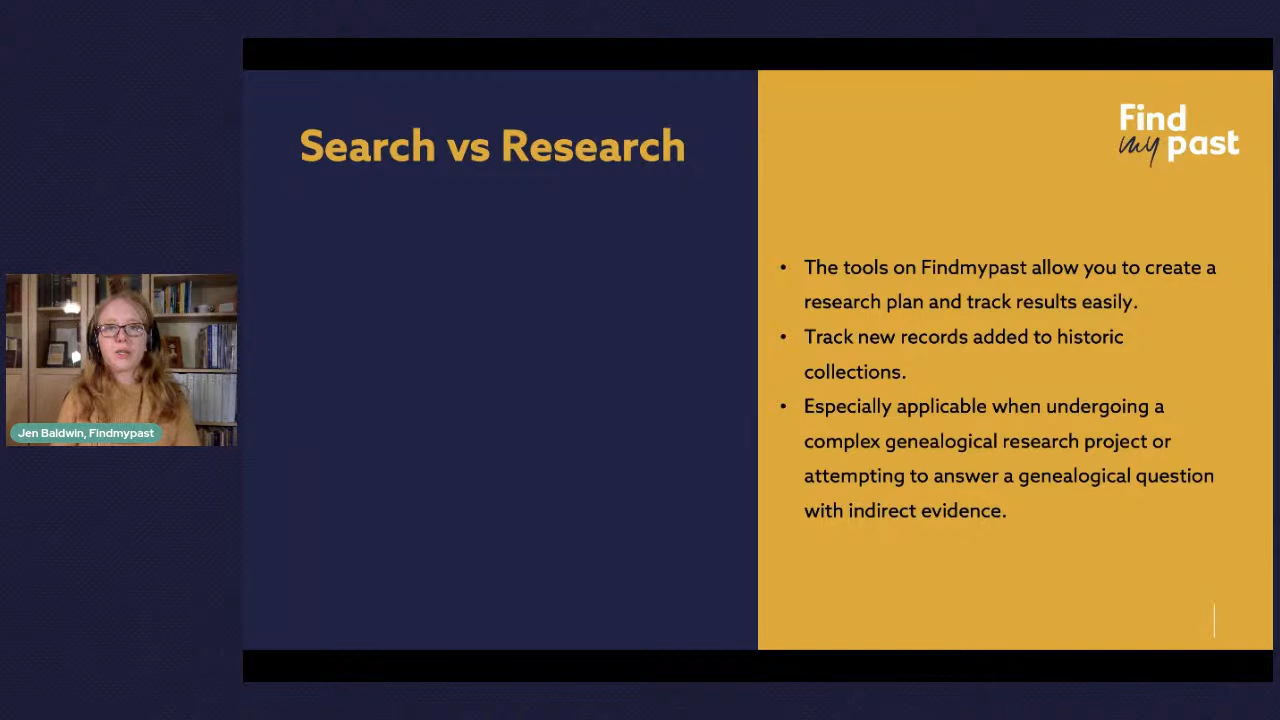 Search vs Research
Find
my past
• The tools on Findmypast allow you to create a
research plan and track results easily.
• Track new records added to historic
collections.
• Especially applicable when undergoing a
complex genealogical research project or
attempting to answer a genealogical question
with indirect evidence.
Jen Baldwin, Findmypast